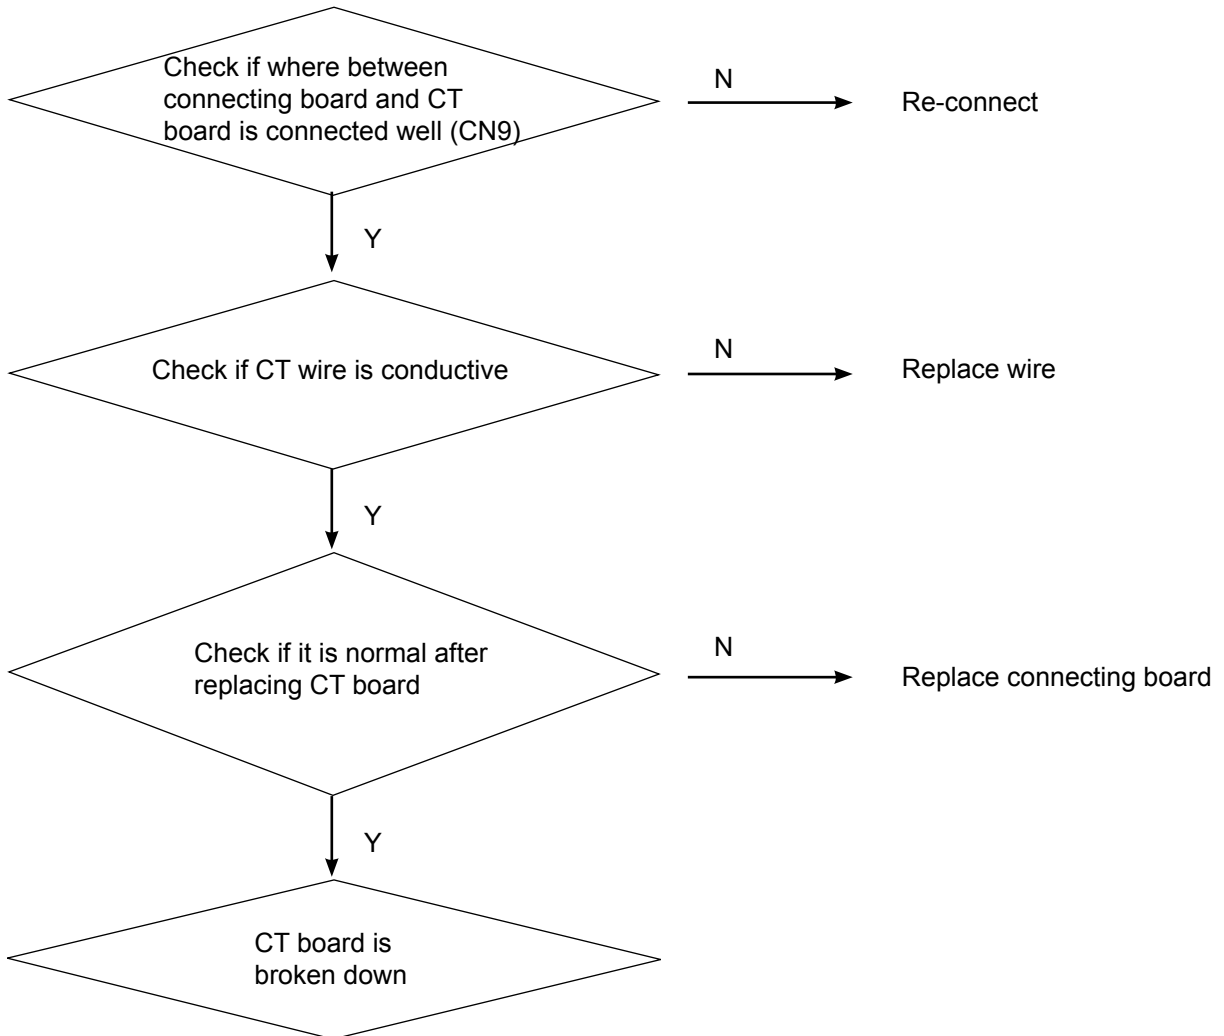 Check if where between
connecting board and CT
board is connected well (CN9)
N
Re-connect
Y
Check if CT wire is conductive
N
Replace wire
Y
Check if it is normal after
replacing CT board
N
Replace connecting board
Y
CT board is
broken down